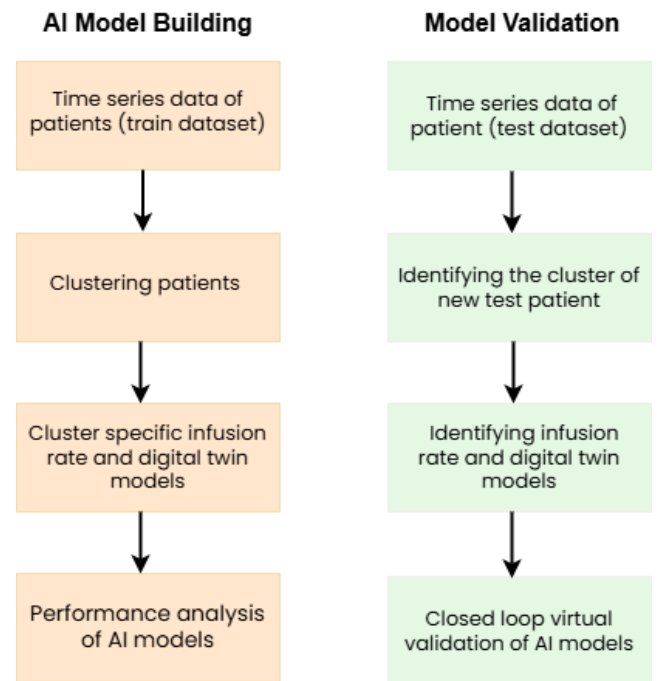 AI Model Building
Time series data of
patients (train dataset)
Clustering patients
Cluster specific infusion
rate and digital twin
models
Performance analysis
of AI models
Model Validation
Time series data of
patient (test dataset)
Identifying the cluster of
new test patient
Identifying infusion
rate and digital twin
models
Closed loop virtual
validation of AI models